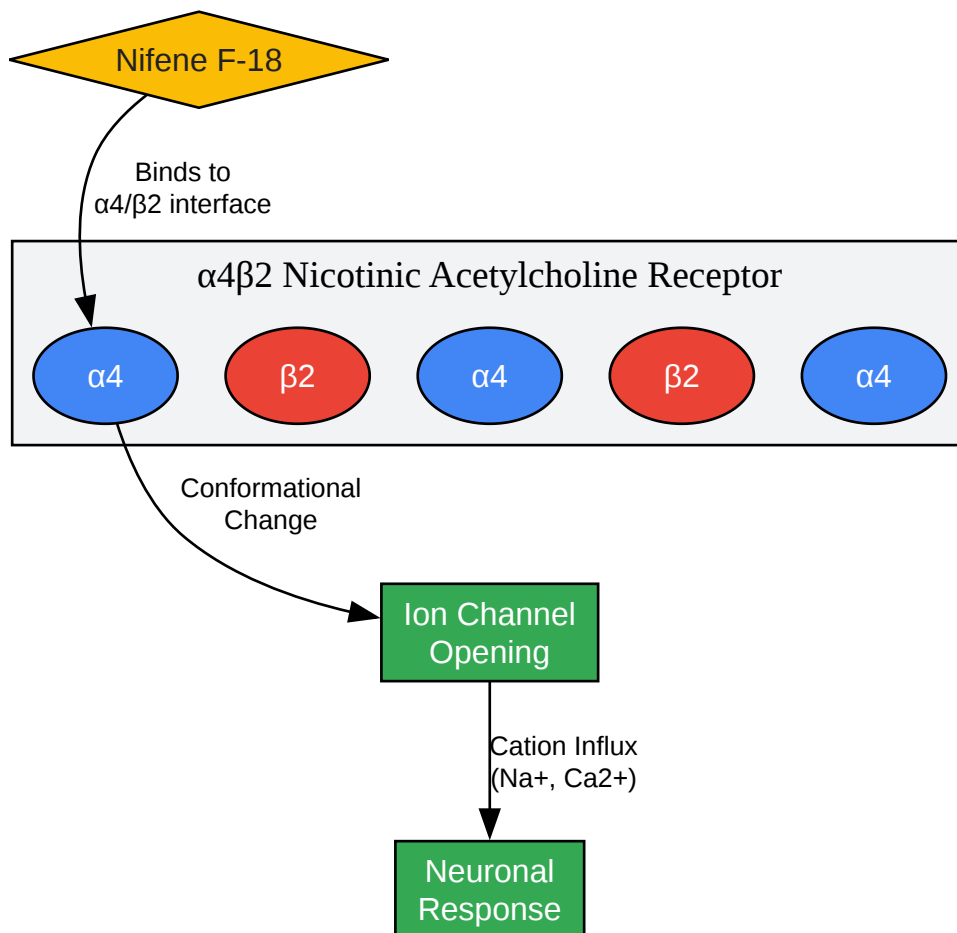 Nifene F-18
Binds to
α4/β2 interface
α4β2 Nicotinic Acetylcholine Receptor
α4
β2
α4
β2
α4
Conformational
Change
Ion Channel
Opening
Cation Influx
(Na+, Ca2+)
Neuronal
Response